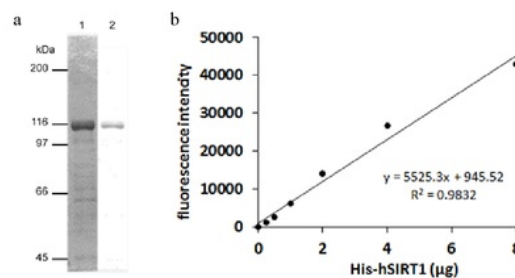 a
1 2
kDa
200
116
97
66
45
b
50000
40000
30000
20000
10000
0
fluorescence intensity
y = 5525.3x + 945.52
R² = 0.9832
0 2 4 6 8
His-hSIRT1 (µg)